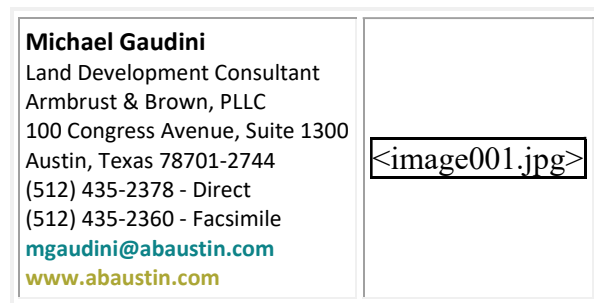 Michael Gaudini
Land Development Consultant
Armbrust & Brown, PLLC
100 Congress Avenue, Suite 1300
Austin, Texas 78701-2744
(512) 435-2378 - Direct
(512) 435-2360 - Facsimile
mgaudini@abaustin.com
www.abaustin.com
<image001.jpg>